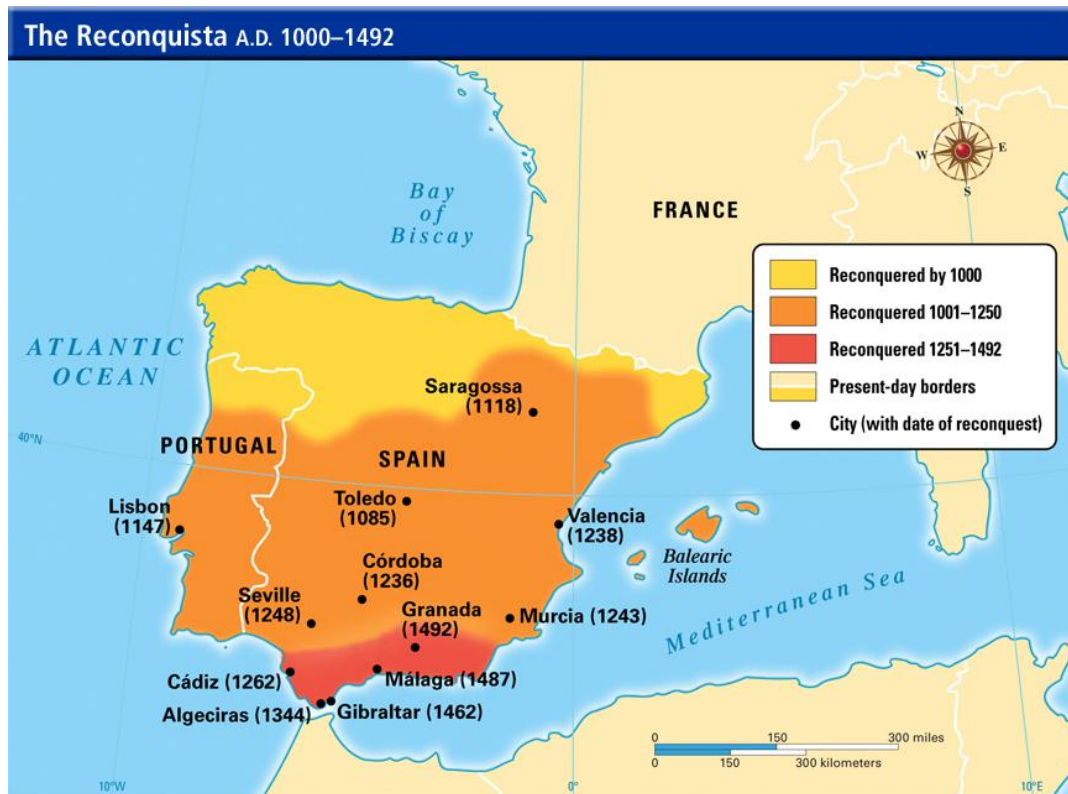 The Reconquista A.D. 1000–1492
Bay
of
Biscay
FRANCE
N
W
E
S
Reconquered by 1000
Reconquered 1001–1250
Reconquered 1251–1492
Present-day borders
City (with date of reconquest)
ATLANTIC
OCEAN
Saragossa
(1118)
40°N
PORTUGAL
SPAIN
Lisbon
(1147)
Toledo
(1085)
Valencia
(1238)
Balearic
Islands
Córdoba
(1236)
Seville
(1248)
Granada
(1492)
Murcia (1243)
Mediterranean Sea
Cádiz (1262)
Málaga (1487)
Algeciras (1344)
Gibraltar (1462)
0 150 300 miles
0 150 300 kilometers
10°W
0°
10°E